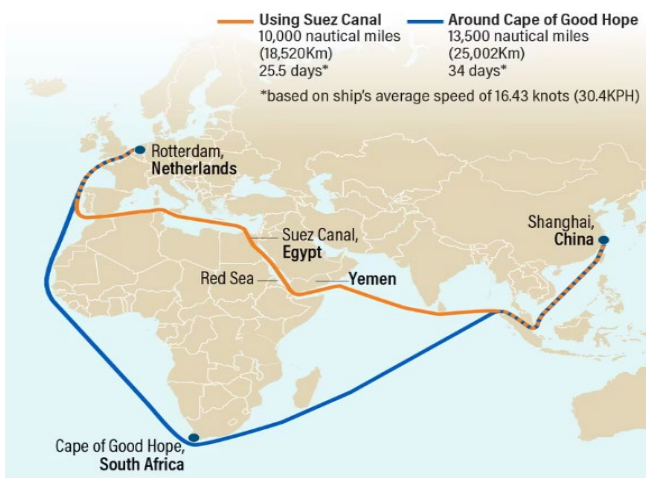 Using Suez Canal
10,000 nautical miles
(18,520Km)
25.5 days*
Around Cape of Good Hope
13,500 nautical miles
(25,002Km)
34 days*
*based on ship's average speed of 16.43 knots (30.4KPH)
Rotterdam,
Netherlands
Shanghai,
China
Suez Canal,
Egypt
Red Sea
Yemen
Cape of Good Hope,
South Africa